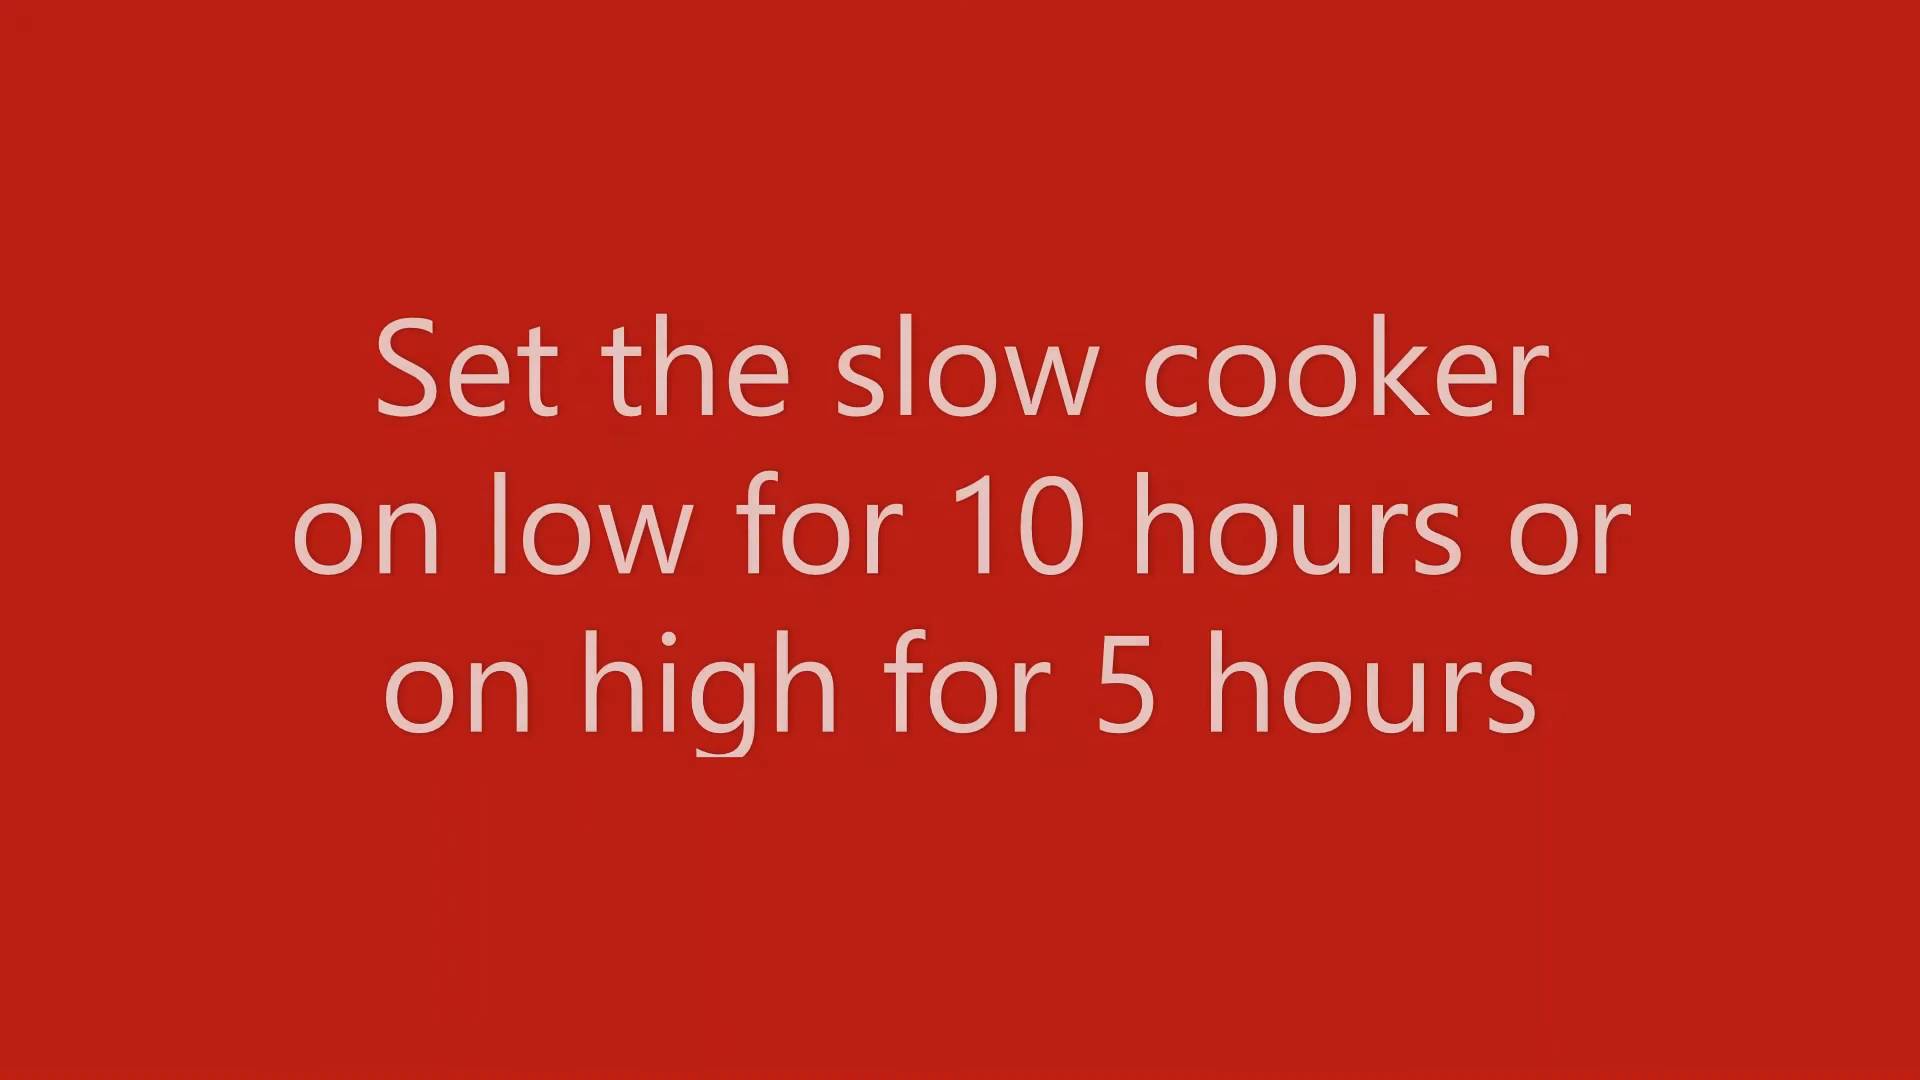 Set the slow cooker
on low for 10 hours or
on high for 5 hours